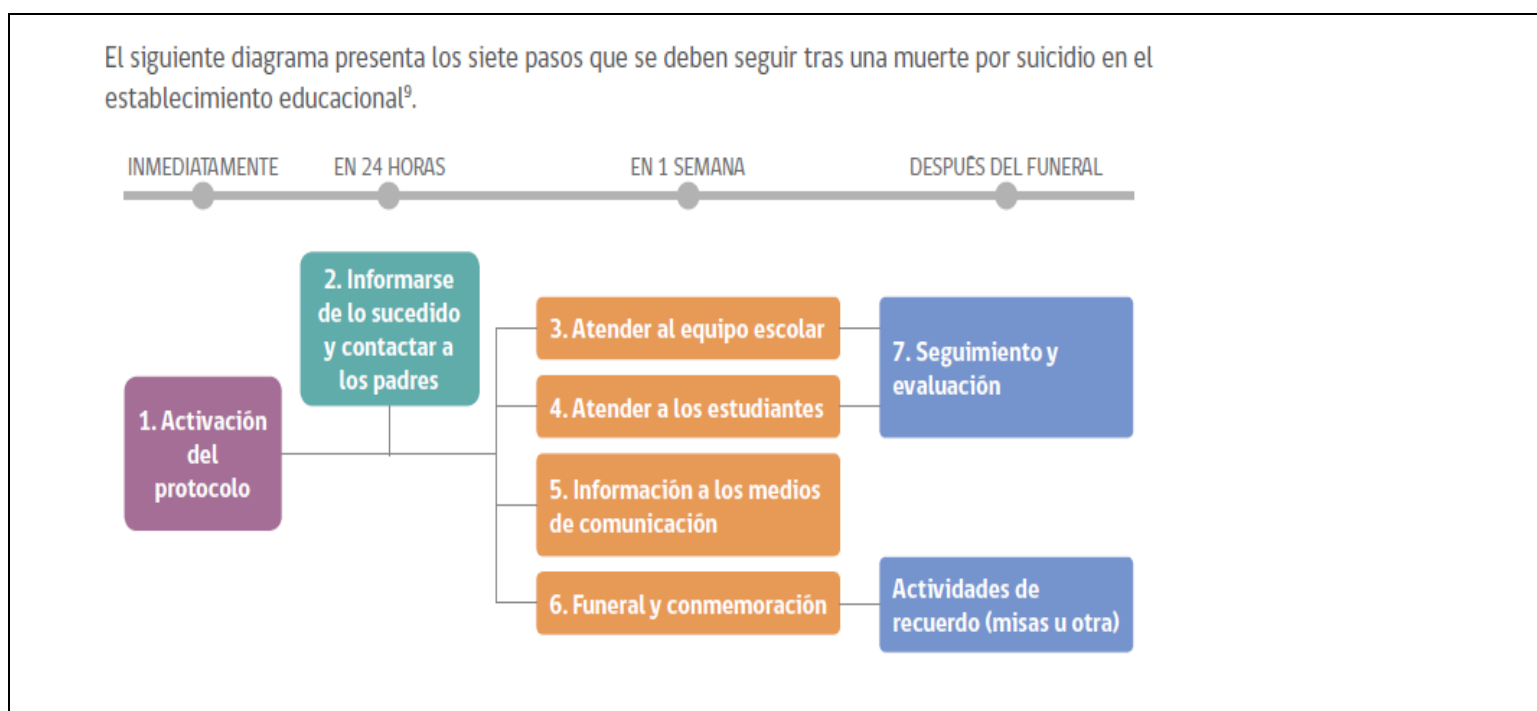 El siguiente diagrama presenta los siete pasos que se deben seguir tras una muerte por suicidio en el
establecimiento educacional⁹.
INMEDIATAMENTE
EN 24 HORAS
EN 1 SEMANA
DESPUÉS DEL FUNERAL
1. Activación
del
protocolo
2. Informarse
de lo sucedido
y contactar a
los padres
3. Atender al equipo escolar
4. Atender a los estudiantes
5. Información a los medios
de comunicación
6. Funeral y conmemoración
7. Seguimiento y
evaluación
Actividades de
recuerdo (misas u otra)